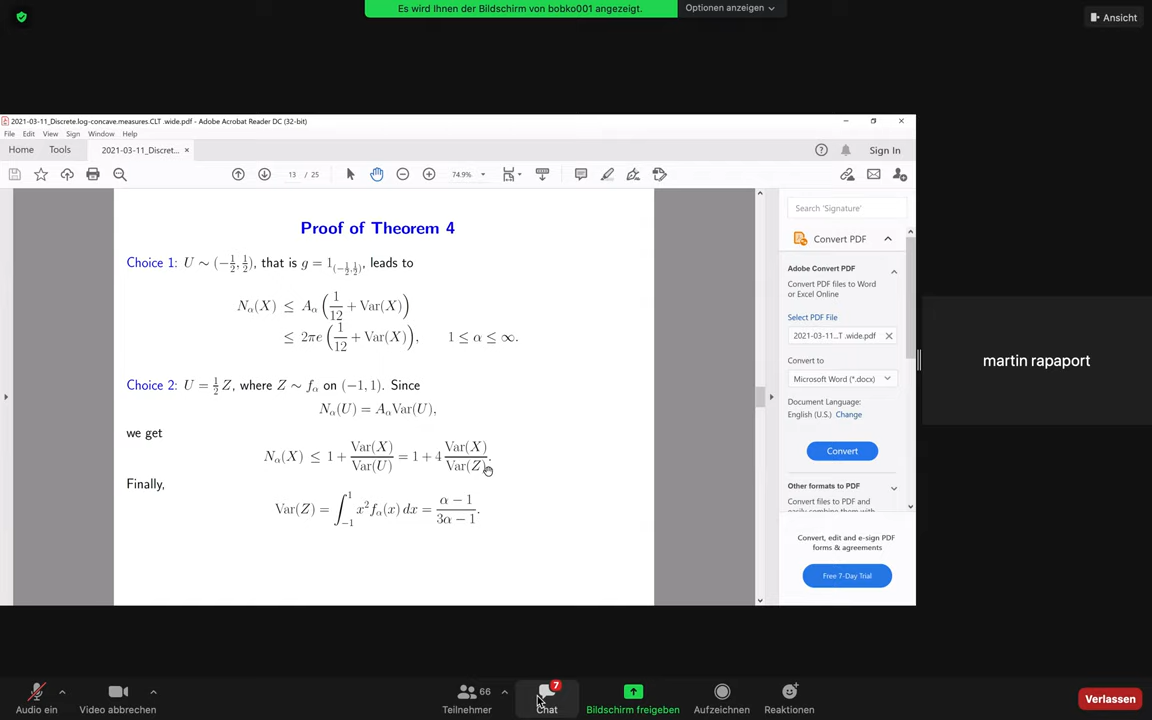 Es wird Ihnen der Bildschirm von bobko001 angezeigt.
Optionen anzeigen
Ansicht
2021-03-11_Discrete.log-concave.measures.CLT .wide.pdf - Adobe Acrobat Reader DC (32-bit)
File Edit View Sign Window Help
Home Tools 2021-03-11_Discret... × Sign In
13 / 25 74.9%
Proof of Theorem 4
Choice 1: U ∼ (−1/2, 1/2), that is g = 1_(−1/2,1/2), leads to
N_α(X) ≤ A_α (1/12 + Var(X))
≤ 2πe (1/12 + Var(X)), 1 ≤ α ≤ ∞.
Choice 2: U = 1/2 Z, where Z ∼ f_α on (−1, 1). Since
N_α(U) = A_α Var(U),
we get
N_α(X) ≤ 1 + Var(X)/Var(U) = 1 + 4 Var(X)/Var(Z).
Finally,
Var(Z) = ∫_{−1}^{1} x² f_α(x) dx = (α − 1)/(3α − 1).
Search 'Signature'
Convert PDF
Adobe Convert PDF
Convert PDF files to Word
or Excel Online
Select PDF File
2021-03-11...T .wide.pdf
Convert to
Microsoft Word (*.docx)
Document Language:
English (U.S.) Change
Convert
Other formats to PDF
Convert files to PDF and
easily combine them with
Convert, edit and e-sign PDF
forms & agreements
Free 7-Day Trial
martin rapaport
Audio ein
Video abbrechen
66
Teilnehmer
7
Chat
Bildschirm freigeben
Aufzeichnen
Reaktionen
Verlassen